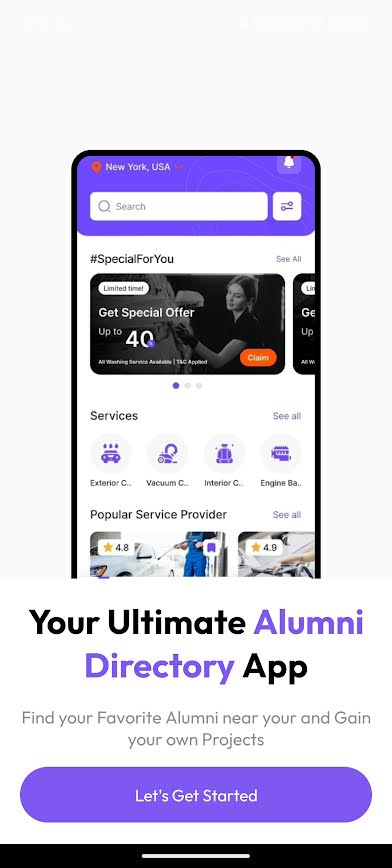 New York, USA
Search
#SpecialForYou
See All
Limited time!
Get Special Offer
Ge
Up to
40
Up
All Washing Service Available | T&C Applied
Claim
All W
Services
See all
Exterior C..
Vacuum C..
Interior C..
Engine Ba..
Popular Service Provider
See all
4.8
4.9
Your Ultimate Alumni
Directory App
Find your Favorite Alumni near your and Gain
your own Projects
Let's Get Started